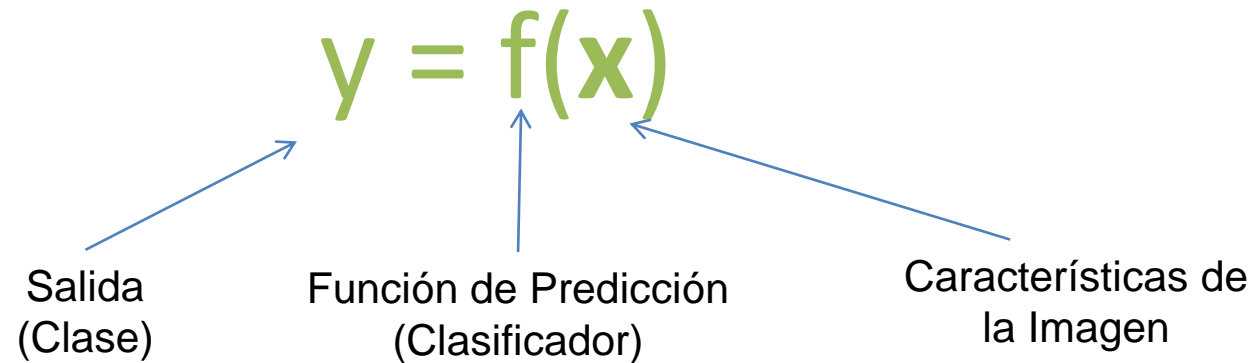 y = f(x)
Salida
(Clase)
Función de Predicción
(Clasificador)
Características de
la Imagen